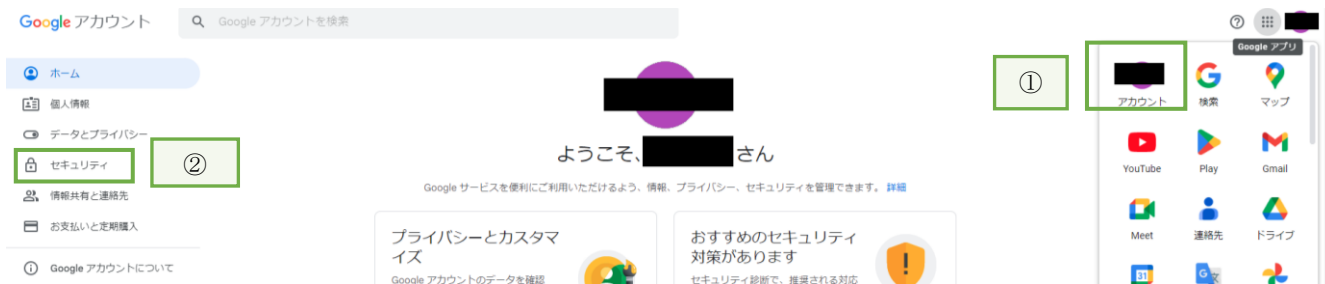 Google アカウント
Google アカウントを検索
Google アプリ
ホーム
個人情報
データとプライバシー
セキュリティ
②
情報共有と連絡先
お支払いと定期購入
Google アカウントについて
ようこそ、
さん
Google サービスを便利にご利用いただけるよう、情報、プライバシー、セキュリティを管理できます。 詳細
プライバシーとカスタマ
イズ
Google アカウントのデータを確認
おすすめのセキュリティ
対策があります
セキュリティ診断で、推奨される対応
①
アカウント
検索
マップ
YouTube
Play
Gmail
Meet
連絡先
ドライブ
31
G